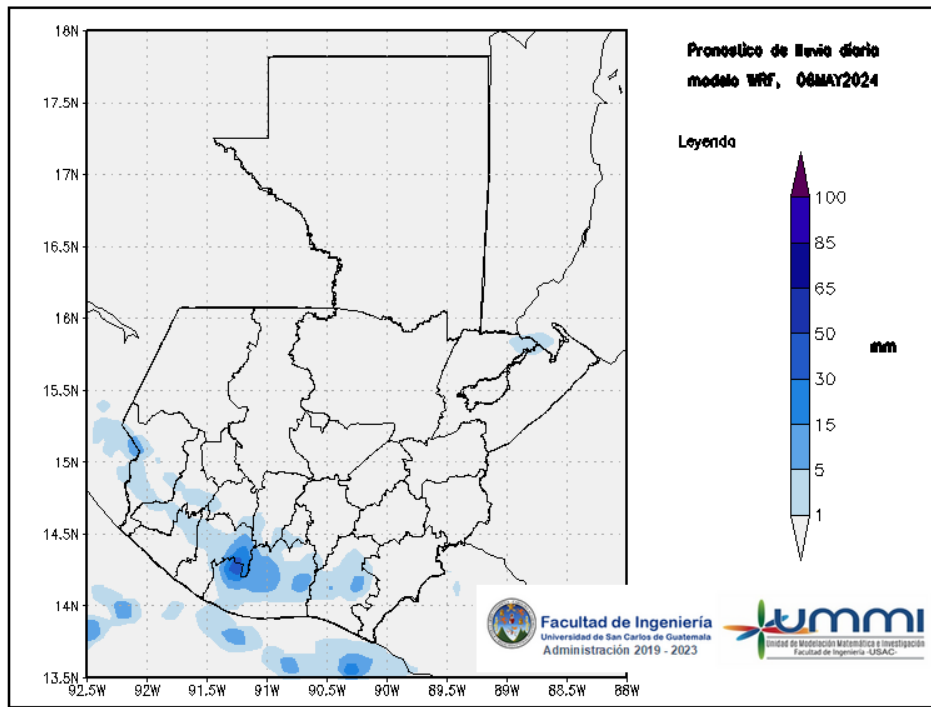 18N
17.5N
17N
16.5N
16N
15.5N
15N
14.5N
14N
13.5N
92.5W 92W 91.5W 91W 90.5W 90W 89.5W 89W 88.5W 88W
Pronostico de lluvia diaria
modelo WRF, 06MAY2024
Leyenda
100
85
65
50
30
15
5
1
mm
Facultad de Ingeniería
Universidad de San Carlos de Guatemala
Administración 2019 - 2023
UMMI
Unidad de Modelación Matemática e Investigación
Facultad de Ingeniería -USAC-